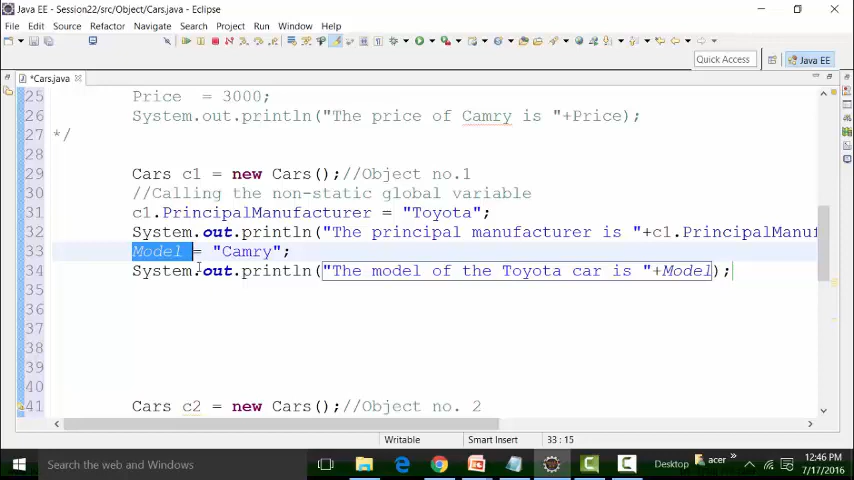 Java EE - Session22/src/Object/Cars.java - Eclipse
File Edit Source Refactor Navigate Search Project Run Window Help
Quick Access Java EE
*Cars.java
25 Price = 3000;
26 System.out.println("The price of Camry is "+Price);
27 */
28
29 Cars c1 = new Cars();//Object no.1
30 //Calling the non-static global variable
31 c1.PrincipalManufacturer = "Toyota";
32 System.out.println("The principal manufacturer is "+c1.PrincipalManuf
33 Model = "Camry";
34 System.out.println("The model of the Toyota car is "+Model);
35
36
37
38
39
40
41 Cars c2 = new Cars();//Object no. 2
Writable Smart Insert 33 : 15
Search the web and Windows Desktop acer 12:46 PM
7/17/2016